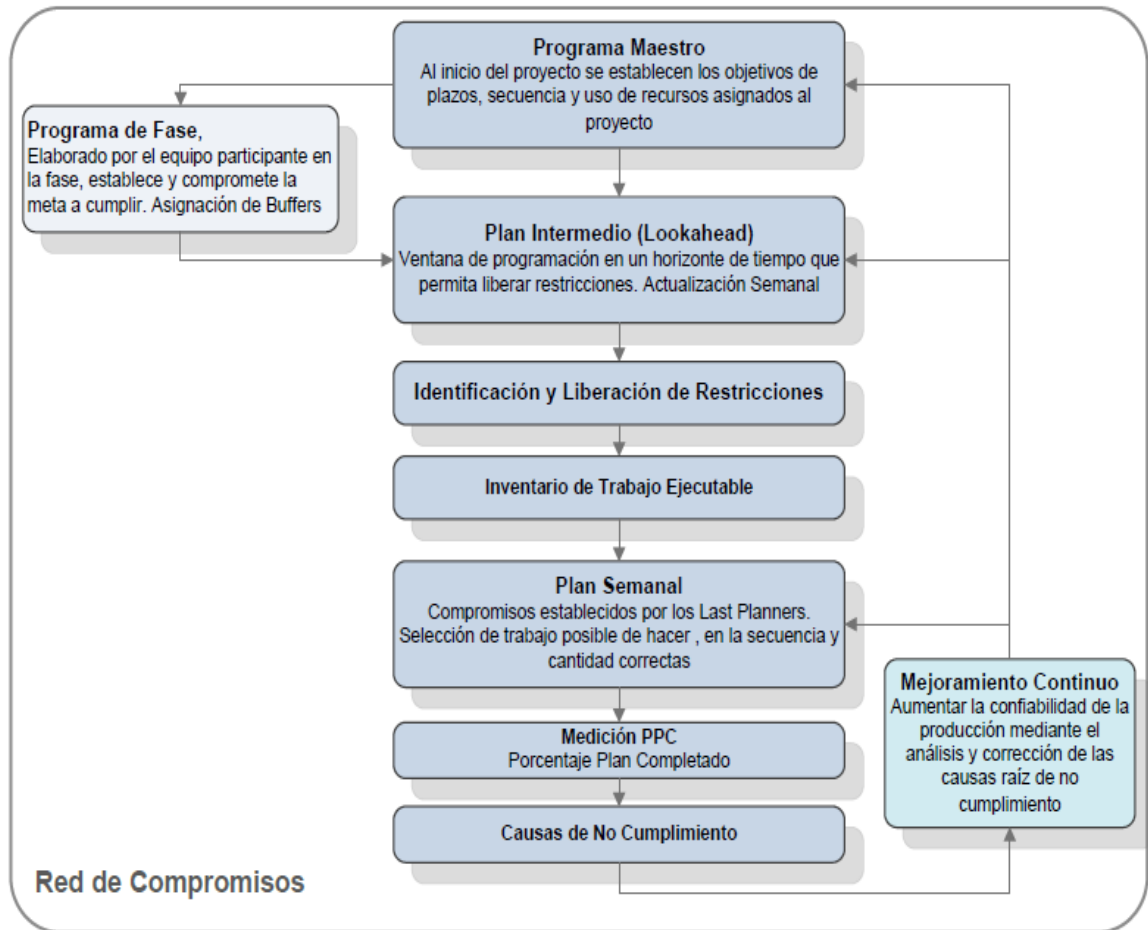 Programa Maestro
Al inicio del proyecto se establecen los objetivos de
plazos, secuencia y uso de recursos asignados al
proyecto
Programa de Fase,
Elaborado por el equipo participante en
la fase, establece y compromete la
meta a cumplir. Asignación de Buffers
Plan Intermedio (Lookahead)
Ventana de programación en un horizonte de tiempo que
permita liberar restricciones. Actualización Semanal
Identificación y Liberación de Restricciones
Inventario de Trabajo Ejecutable
Plan Semanal
Compromisos establecidos por los Last Planners.
Selección de trabajo posible de hacer , en la secuencia y
cantidad correctas
Mejoramiento Continuo
Aumentar la confiabilidad de la
producción mediante el
análisis y corrección de las
causas raíz de no
cumplimiento
Medición PPC
Porcentaje Plan Completado
Causas de No Cumplimiento
Red de Compromisos